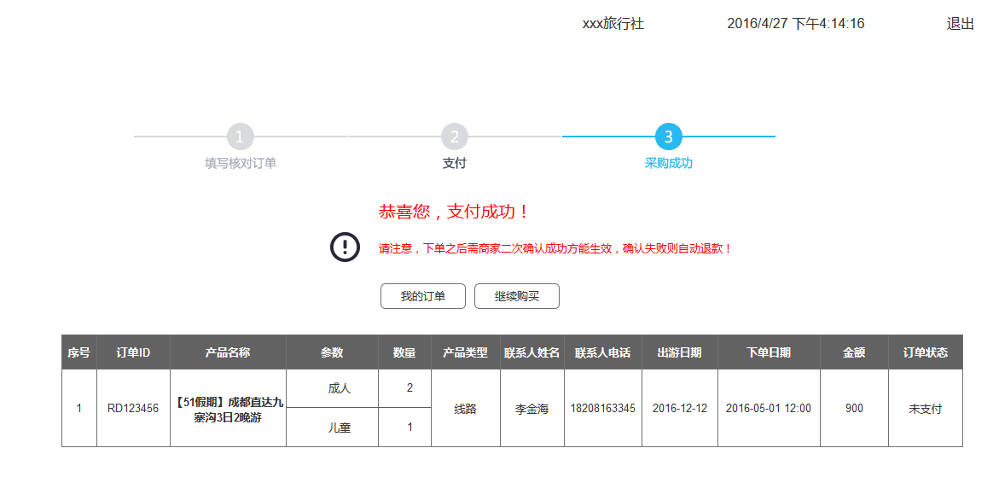 xxx旅行社 2016/4/27 下午4:14:16 退出
1 2 3
填写核对订单 支付 采购成功
恭喜您，支付成功！
请注意，下单之后需商家二次确认成功方能生效，确认失败则自动退款！
我的订单 继续购买
序号 订单ID 产品名称 参数 数量 产品类型 联系人姓名 联系人电话 出游日期 下单日期 金额 订单状态
成人 2
1 RD123456 【51假期】成都直达九 线路 李金海 18208163345 2016-12-12 2016-05-01 12:00 900 未支付
寨沟3日2晚游
儿童 1